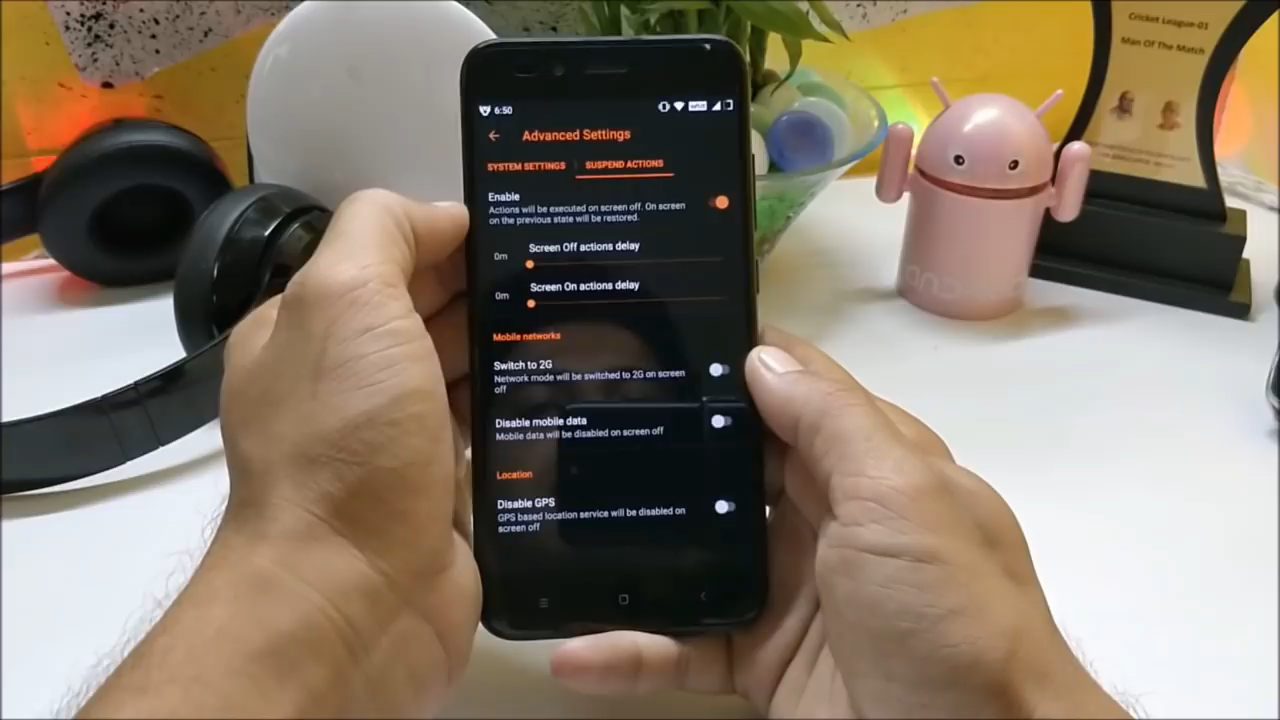 Cricket League-01
Man Of The Match
6:50
Advanced Settings
SYSTEM SETTINGS
SUSPEND ACTIONS
Enable
Actions will be executed on screen off. On screen
on the previous state will be restored.
Screen Off actions delay
0m
Screen On actions delay
0m
Mobile networks
Switch to 2G
Network mode will be switched to 2G on screen
off
Disable mobile data
Mobile data will be disabled on screen off
Location
Disable GPS
GPS based location service will be disabled on
screen off